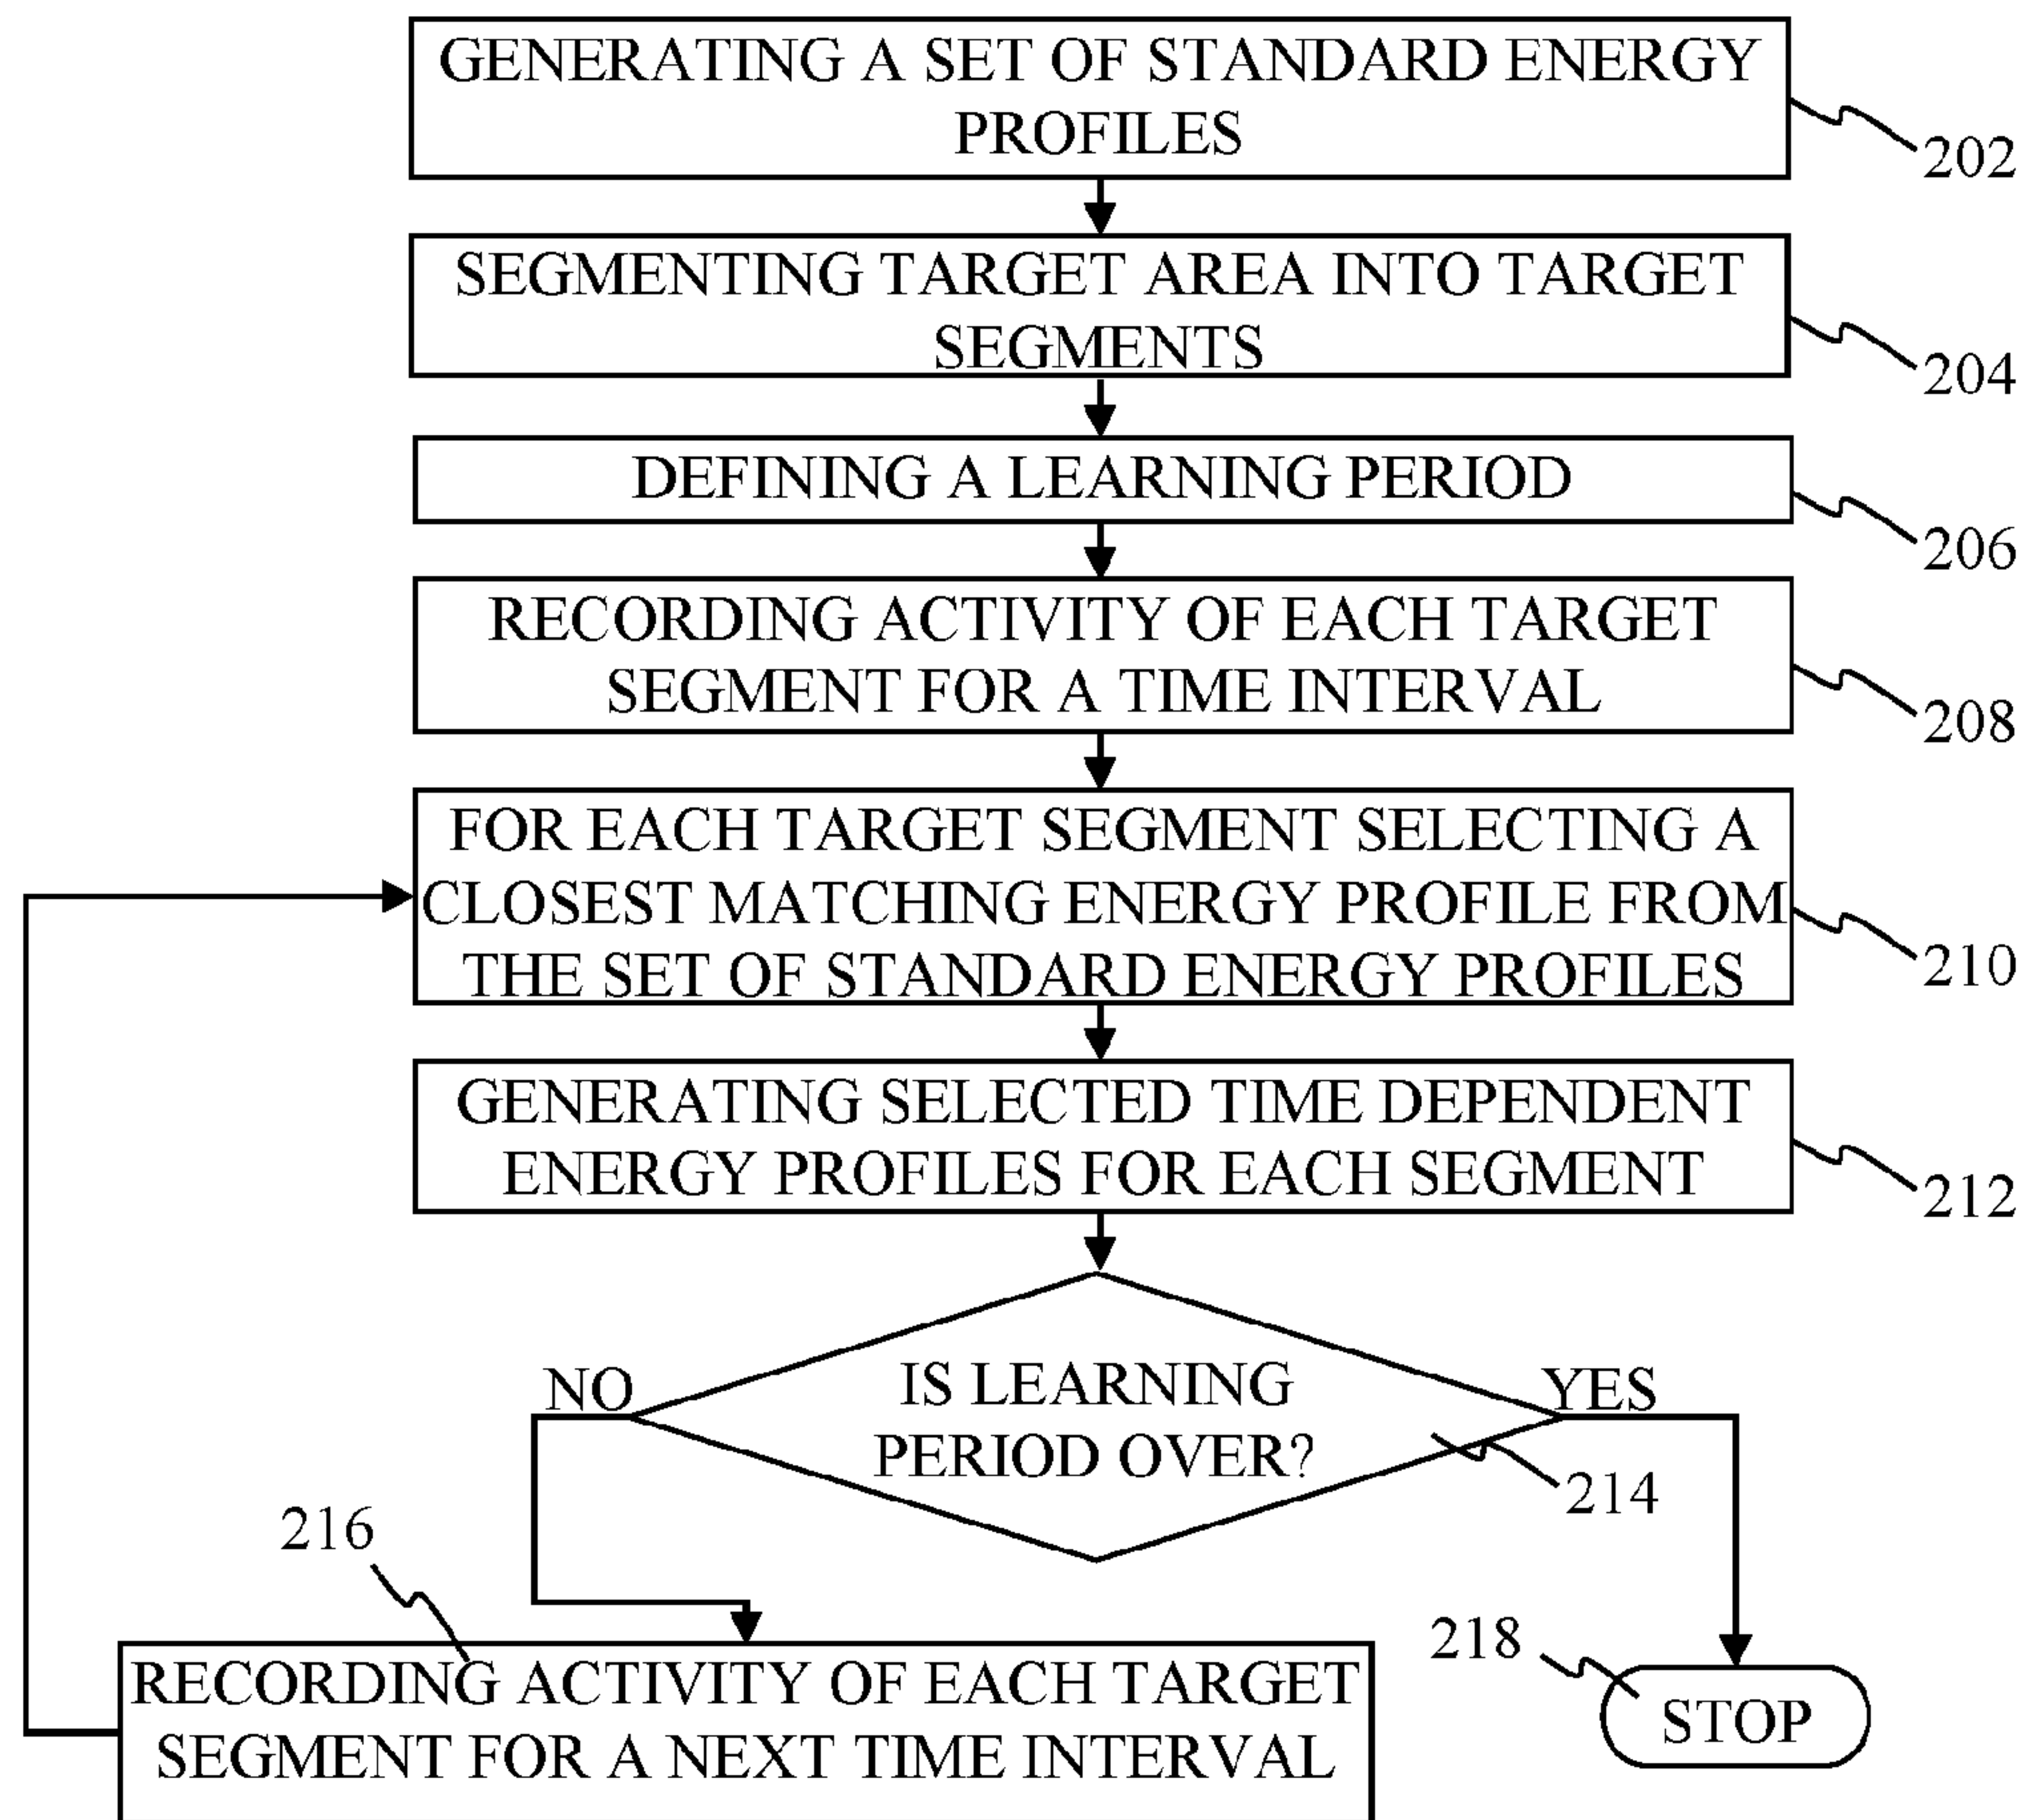 GENERATING A SET OF STANDARD ENERGY
PROFILES
202
SEGMENTING TARGET AREA INTO TARGET
SEGMENTS
204
DEFINING A LEARNING PERIOD
206
RECORDING ACTIVITY OF EACH TARGET
SEGMENT FOR A TIME INTERVAL
208
FOR EACH TARGET SEGMENT SELECTING A
CLOSEST MATCHING ENERGY PROFILE FROM
THE SET OF STANDARD ENERGY PROFILES
210
GENERATING SELECTED TIME DEPENDENT
ENERGY PROFILES FOR EACH SEGMENT
212
NO
IS LEARNING
PERIOD OVER?
YES
214
216
RECORDING ACTIVITY OF EACH TARGET
SEGMENT FOR A NEXT TIME INTERVAL
218
STOP